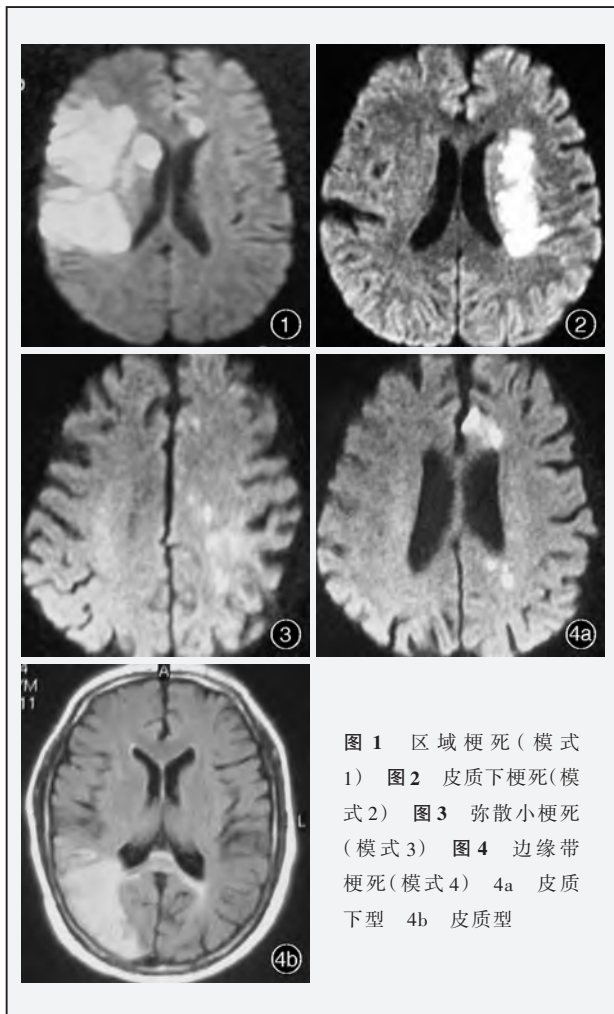 ①
②
③
4a
YM
11
A
L
4b
图 1 区域梗死(模式
1) 图2 皮质下梗死(模
式2) 图3 弥散小梗死
(模式3) 图4 边缘带
梗死(模式4) 4a 皮质
下型 4b 皮质型